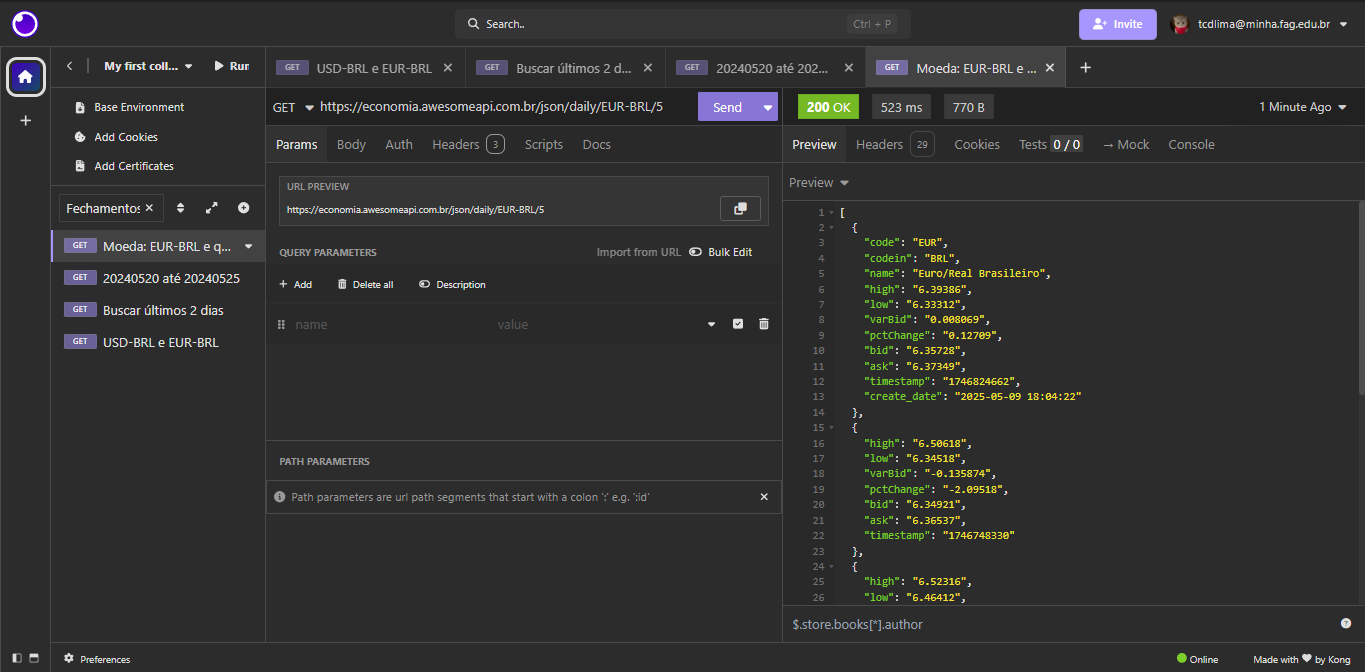 Search..
Ctrl + P
Invite
tcdlima@minha.fag.edu.br
My first coll...
Run
GET USD-BRL e EUR-BRL
GET Buscar últimos 2 d...
GET 20240520 até 202...
GET Moeda: EUR-BRL e ...
Base Environment
Add Cookies
Add Certificates
Fechamentos
GET Moeda: EUR-BRL e q...
GET 20240520 até 20240525
GET Buscar últimos 2 dias
GET USD-BRL e EUR-BRL
GET https://economia.awesomeapi.com.br/json/daily/EUR-BRL/5
Send
Params Body Auth Headers 3 Scripts Docs
URL PREVIEW
https://economia.awesomeapi.com.br/json/daily/EUR-BRL/5
QUERY PARAMETERS
Import from URL
Bulk Edit
+ Add
Delete all
Description
name
value
PATH PARAMETERS
Path parameters are url path segments that start with a colon ':' e.g. ':id'
200 OK
523 ms
770 B
1 Minute Ago
Preview Headers 29 Cookies Tests 0 / 0 → Mock Console
Preview
1 [
2 {
3 "code": "EUR",
4 "codein": "BRL",
5 "name": "Euro/Real Brasileiro",
6 "high": "6.39386",
7 "low": "6.33312",
8 "varBid": "0.008069",
9 "pctChange": "0.12709",
10 "bid": "6.35728",
11 "ask": "6.37349",
12 "timestamp": "1746824662",
13 "create_date": "2025-05-09 18:04:22"
14 },
15 {
16 "high": "6.50618",
17 "low": "6.34518",
18 "varBid": "-0.135874",
19 "pctChange": "-2.09518",
20 "bid": "6.34921",
21 "ask": "6.36537",
22 "timestamp": "1746748330"
23 },
24 {
25 "high": "6.52316",
26 "low": "6.46412",
$.store.books[*].author
Preferences
Online
Made with ♥ by Kong